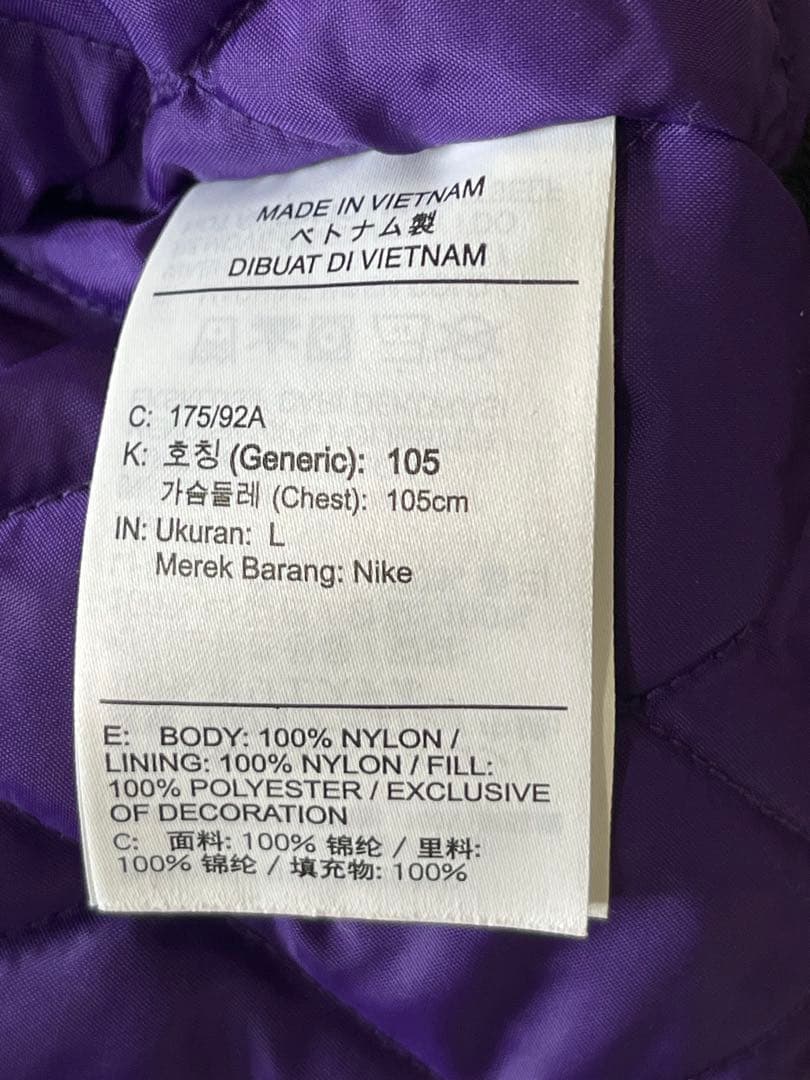 MADE IN VIETNAM
ベトナム製
DIBUAT DI VIETNAM
C: 175/92A
K: 호칭 (Generic): 105
가슴둘레 (Chest): 105cm
IN: Ukuran: L
Merek Barang: Nike
E: BODY: 100% NYLON /
LINING: 100% NYLON / FILL:
100% POLYESTER / EXCLUSIVE
OF DECORATION
C: 面料: 100% 锦纶 / 里料:
100% 锦纶 / 填充物: 100%